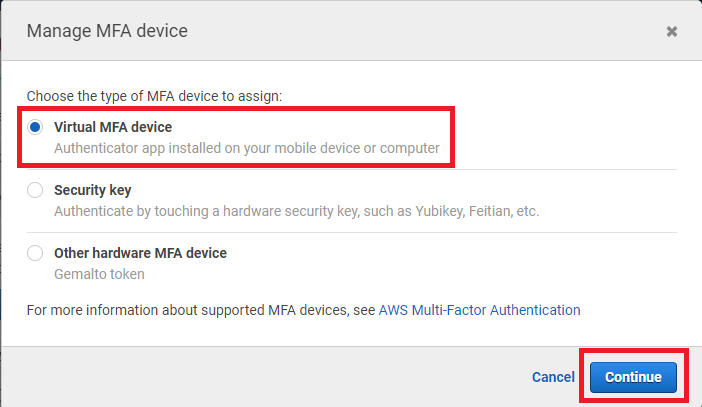 Manage MFA device
Choose the type of MFA device to assign:
Virtual MFA device
Authenticator app installed on your mobile device or computer
Security key
Authenticate by touching a hardware security key, such as Yubikey, Feitian, etc.
Other hardware MFA device
Gemalto token
For more information about supported MFA devices, see AWS Multi-Factor Authentication
Cancel Continue